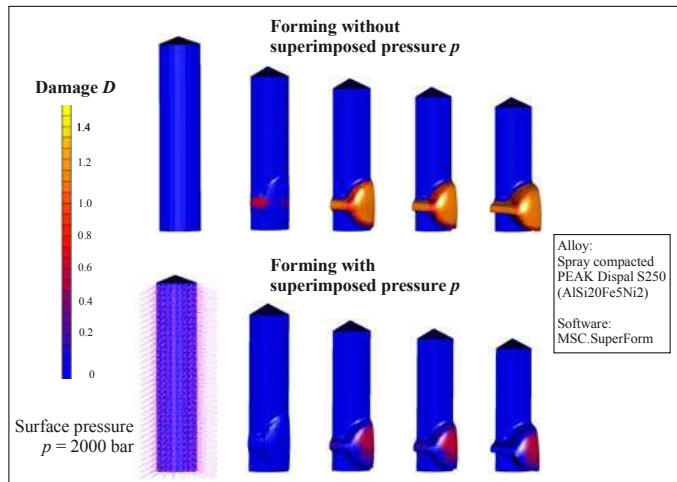 Forming without
superimposed pressure p
Damage D
1.4
1.2
1.0
0.8
0.6
0.4
0.2
0
Forming with
superimposed pressure p
Surface pressure
p = 2000 bar
Alloy:
Spray compacted
PEAK Dispal S250
(AlSi20Fe5Ni2)
Software:
MSC.SuperForm